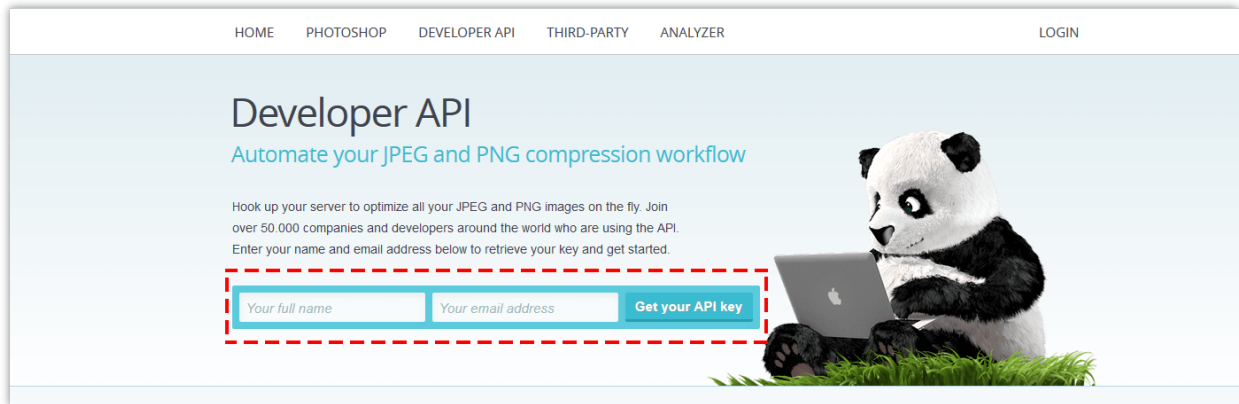 HOME PHOTOSHOP DEVELOPER API THIRD-PARTY ANALYZER LOGIN
Developer API
Automate your JPEG and PNG compression workflow
Hook up your server to optimize all your JPEG and PNG images on the fly. Join
over 50.000 companies and developers around the world who are using the API.
Enter your name and email address below to retrieve your key and get started.
Your full name Your email address Get your API key